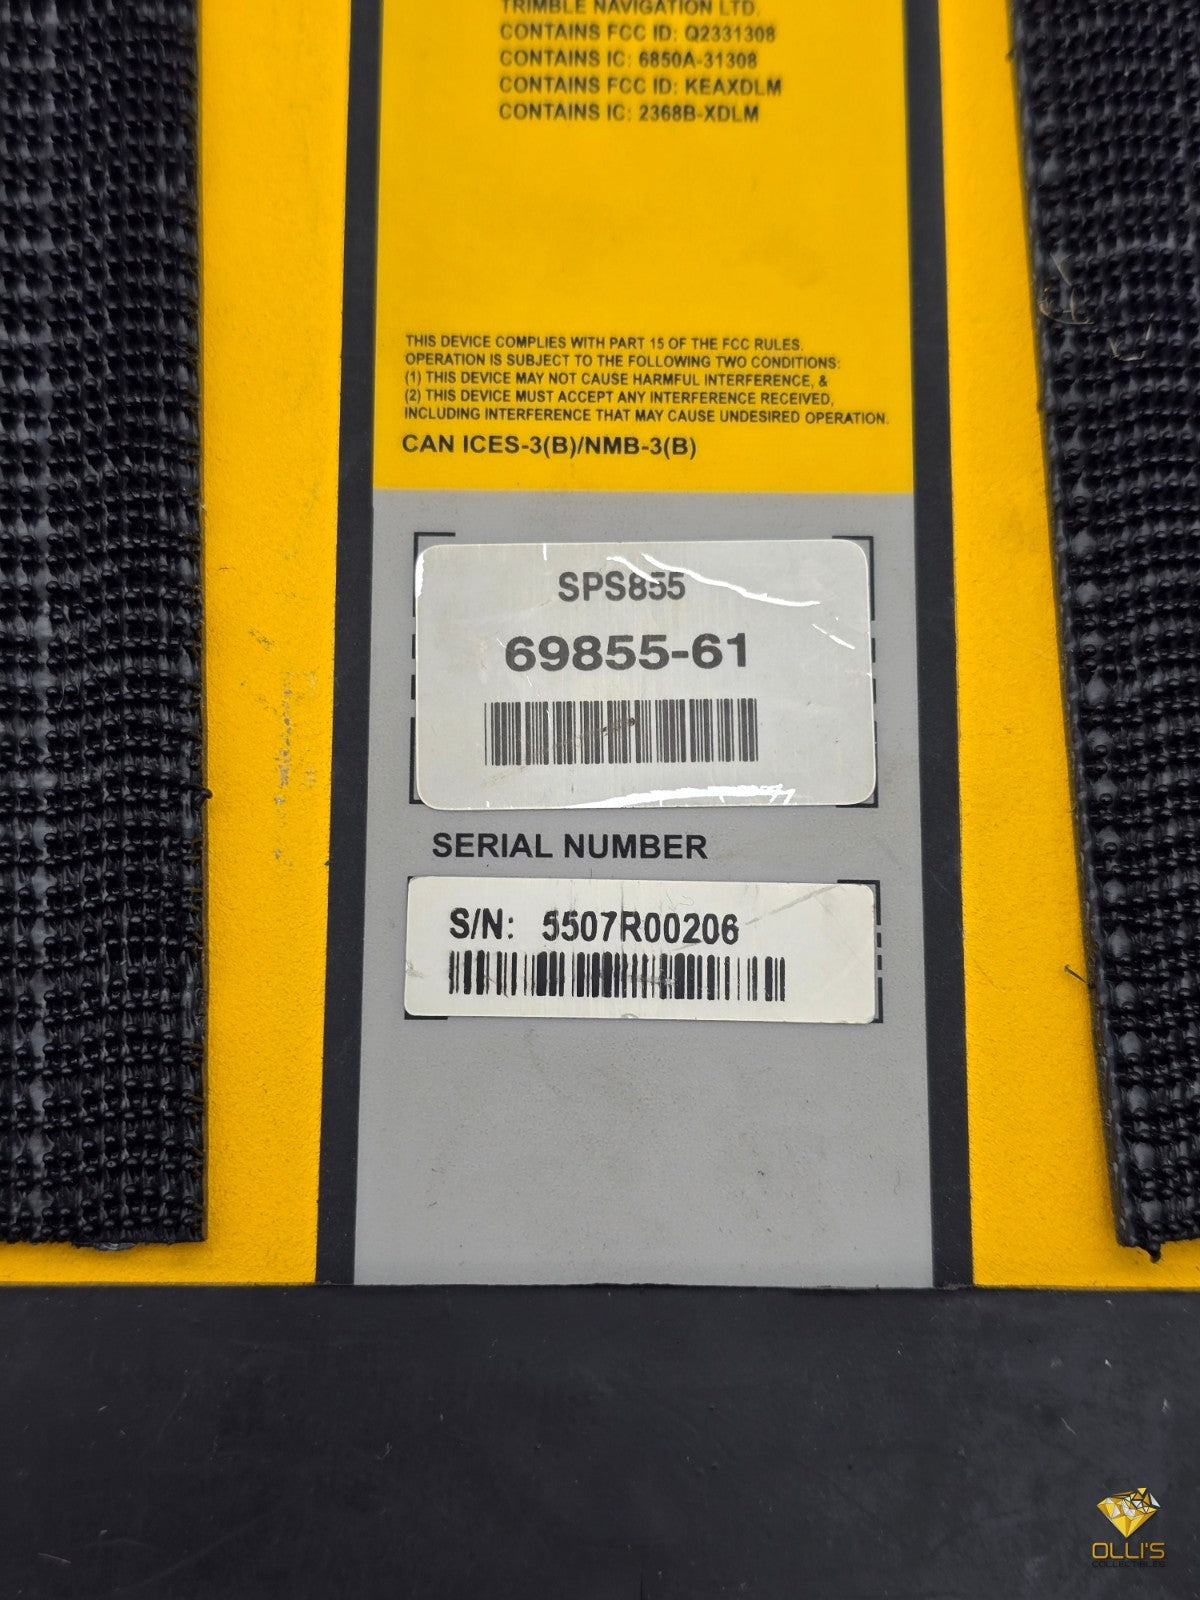 TRIMBLE NAVIGATION LTD.
CONTAINS FCC ID: Q2331308
CONTAINS IC: 6850A-31308
CONTAINS FCC ID: KEAXDLM
CONTAINS IC: 2368B-XDLM
THIS DEVICE COMPLIES WITH PART 15 OF THE FCC RULES.
OPERATION IS SUBJECT TO THE FOLLOWING TWO CONDITIONS:
(1) THIS DEVICE MAY NOT CAUSE HARMFUL INTERFERENCE, &
(2) THIS DEVICE MUST ACCEPT ANY INTERFERENCE RECEIVED,
INCLUDING INTERFERENCE THAT MAY CAUSE UNDESIRED OPERATION.
CAN ICES-3(B)/NMB-3(B)
SPS855
69855-61
SERIAL NUMBER
S/N: 5507R00206
OLLI'S
COLLECTIBLES